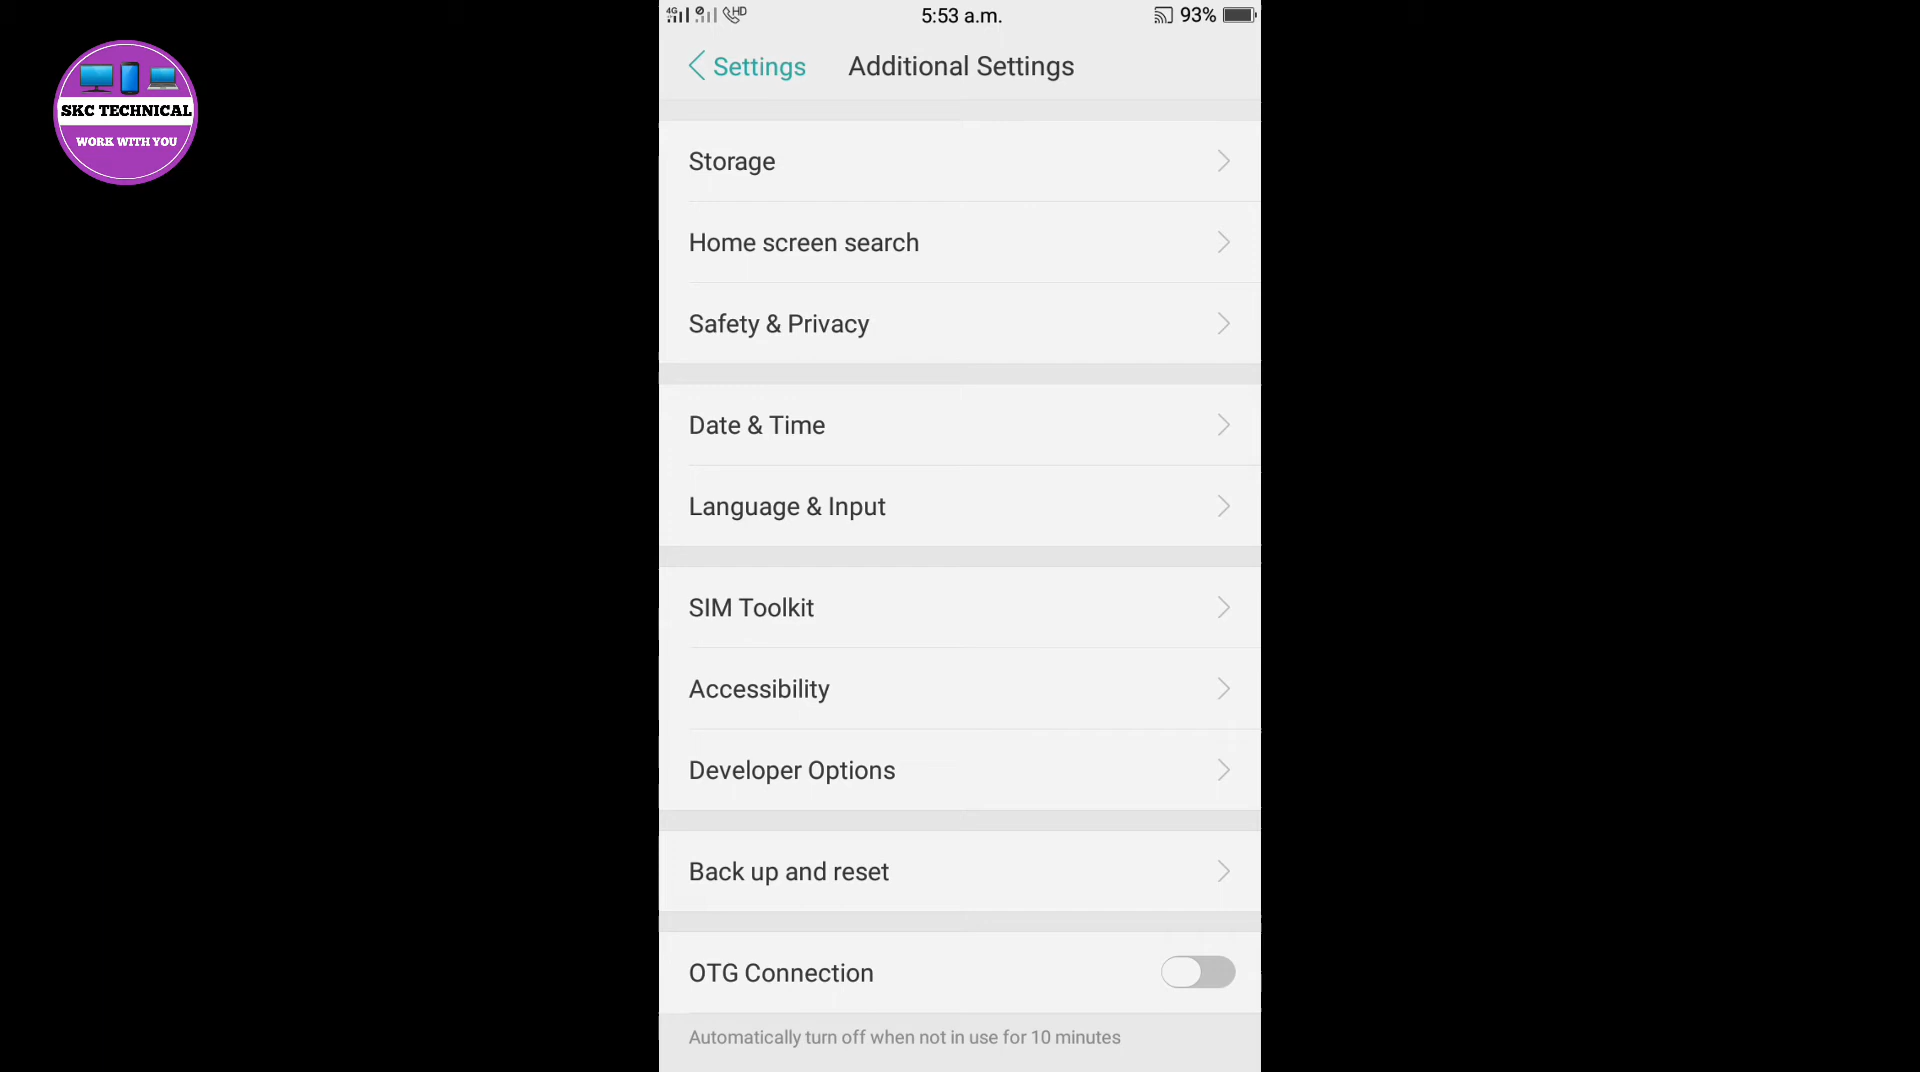 SKC TECHNICAL
WORK WITH YOU
4G HD 5:53 a.m. 93%
Settings Additional Settings
Storage
Home screen search
Safety & Privacy
Date & Time
Language & Input
SIM Toolkit
Accessibility
Developer Options
Back up and reset
OTG Connection
Automatically turn off when not in use for 10 minutes